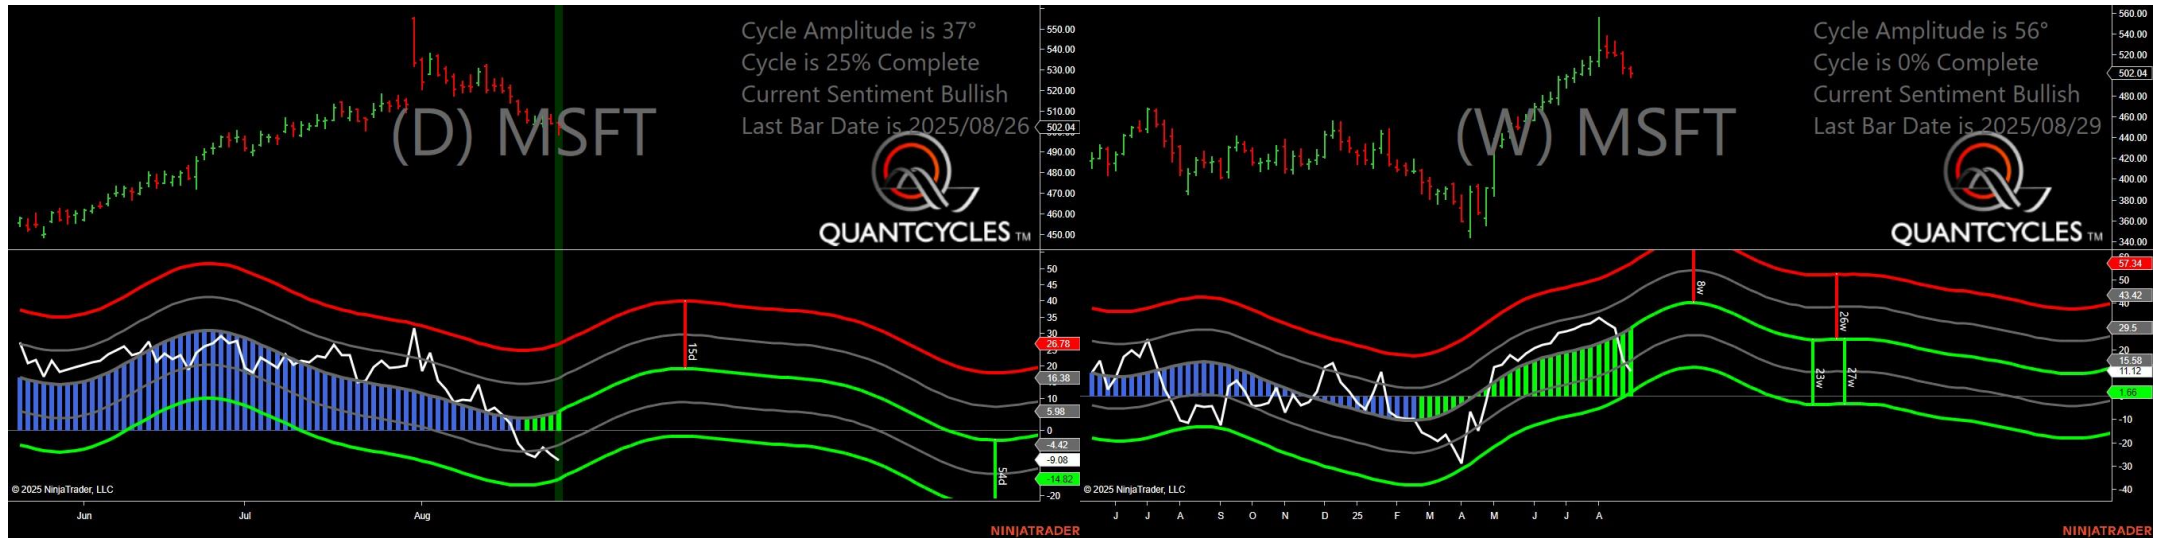 Cycle Amplitude is 37°
Cycle is 25% Complete
Current Sentiment Bullish
Last Bar Date is 2025/08/26
(D) MSFT
QUANTCYCLES TM
550.00
540.00
530.00
520.00
510.00
502.04
490.00
480.00
470.00
460.00
450.00
50
45
40
35
30
26.78
20
16.38
10
5.98
0
-4.42
-9.08
-14.82
-20
15d
54d
© 2025 NinjaTrader, LLC
Jun Jul Aug
NINJATRADER
Cycle Amplitude is 56°
Cycle is 0% Complete
Current Sentiment Bullish
Last Bar Date is 2025/08/29
(W) MSFT
QUANTCYCLES TM
560.00
540.00
520.00
502.04
480.00
460.00
440.00
420.00
400.00
380.00
360.00
340.00
57.34
50
43.42
40
29.5
20
15.58
11.12
1.66
-10
-20
-30
-40
8w
26w
23w
27w
© 2025 NinjaTrader, LLC
J J A S O N D 25 F M A M J J A
NINJATRADER